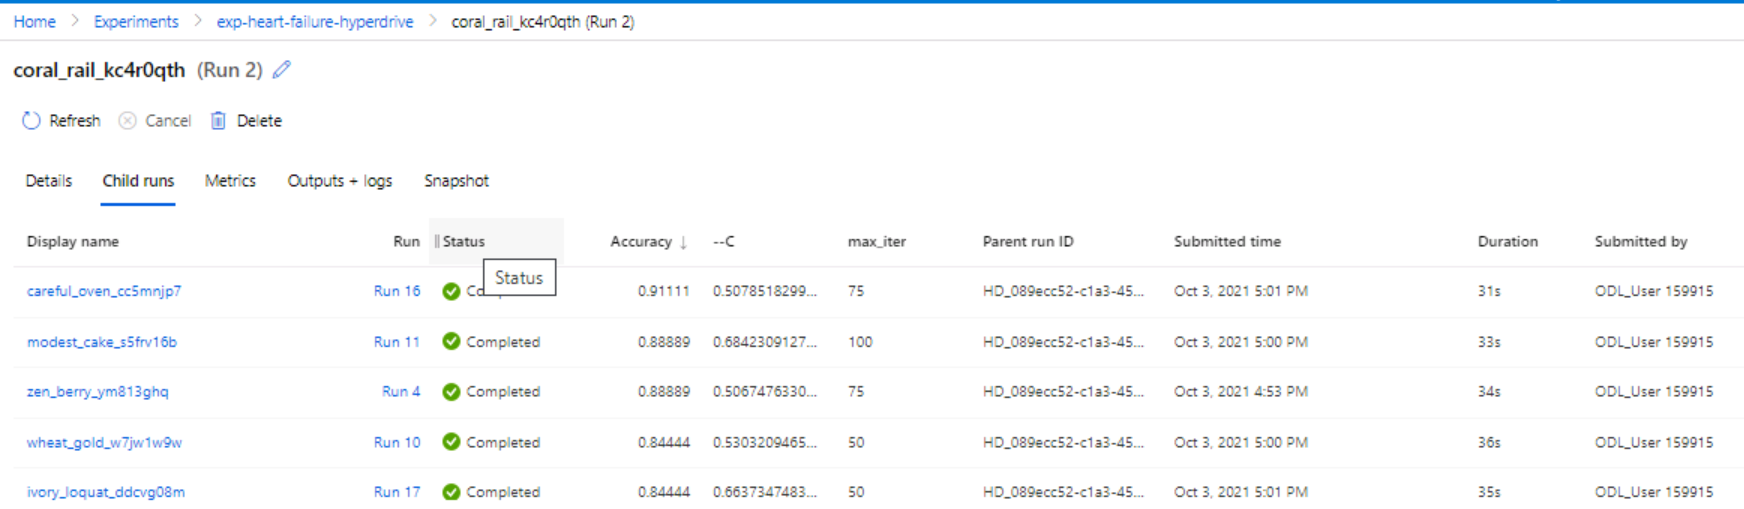 Home > Experiments > exp-heart-failure-hyperdrive > coral_rail_kc4r0qth (Run 2)
coral_rail_kc4r0qth (Run 2)
Refresh Cancel Delete
Details Child runs Metrics Outputs + logs Snapshot
Display name Run Status Accuracy ↓ --C max_iter Parent run ID Submitted time Duration Submitted by
Status
careful_oven_cc5mnjp7 Run 16 0.91111 0.5078518299... 75 HD_089ecc52-c1a3-45... Oct 3, 2021 5:01 PM 31s ODL_User 159915
modest_cake_s5frv16b Run 11 Completed 0.88889 0.6842309127... 100 HD_089ecc52-c1a3-45... Oct 3, 2021 5:00 PM 33s ODL_User 159915
zen_berry_ym813ghq Run 4 Completed 0.88889 0.5067476330... 75 HD_089ecc52-c1a3-45... Oct 3, 2021 4:53 PM 34s ODL_User 159915
wheat_gold_w7jw1w9w Run 10 Completed 0.84444 0.5303209465... 50 HD_089ecc52-c1a3-45... Oct 3, 2021 5:00 PM 36s ODL_User 159915
ivory_loquat_ddcvg08m Run 17 Completed 0.84444 0.6637347483... 50 HD_089ecc52-c1a3-45... Oct 3, 2021 5:01 PM 35s ODL_User 159915